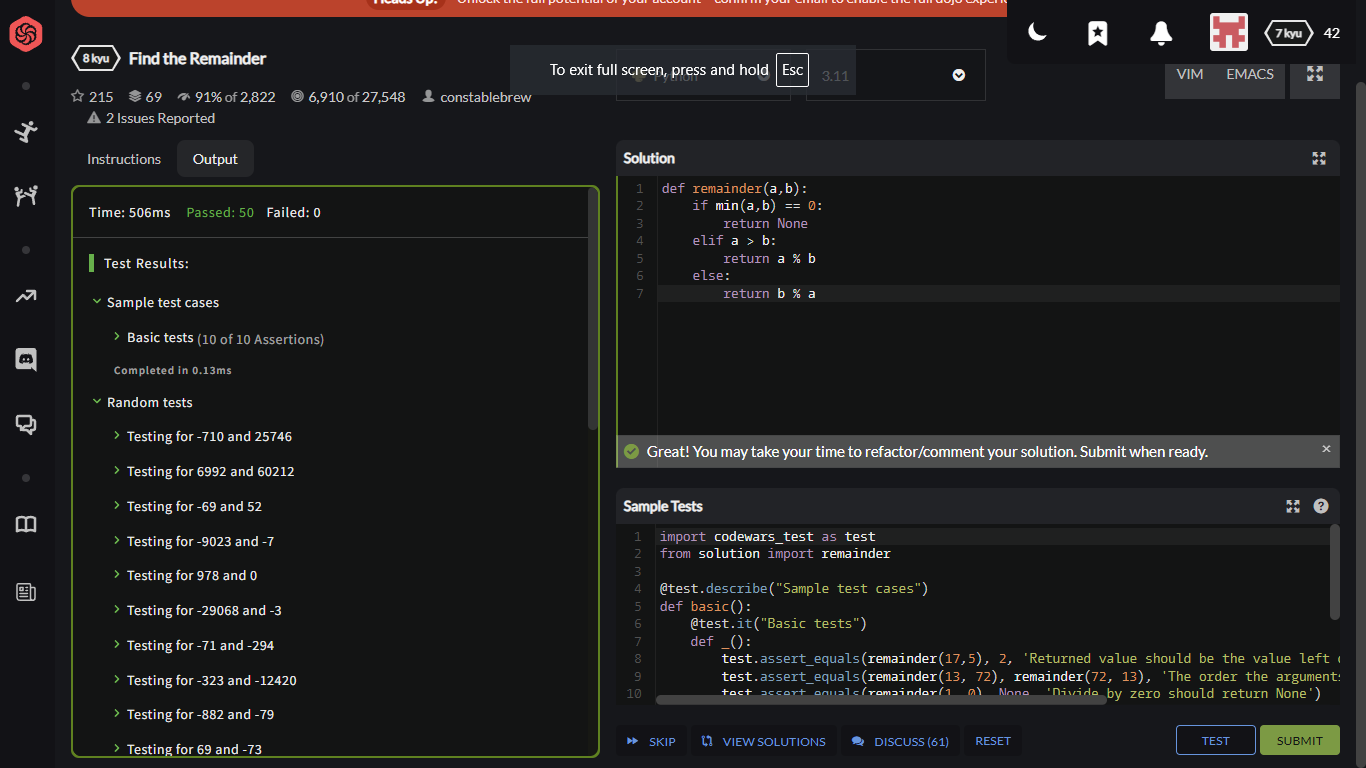 Heads Up! Unlock the full potential of your account – confirm your email to enable the full dojo experie
7 kyu 42
8 kyu Find the Remainder
To exit full screen, press and hold Esc
Python 3.11
VIM EMACS
215 69 91% of 2,822 6,910 of 27,548 constablebrew
2 Issues Reported
Instructions Output
Time: 506ms Passed: 50 Failed: 0
Test Results:
Sample test cases
Basic tests (10 of 10 Assertions)
Completed in 0.13ms
Random tests
Testing for -710 and 25746
Testing for 6992 and 60212
Testing for -69 and 52
Testing for -9023 and -7
Testing for 978 and 0
Testing for -29068 and -3
Testing for -71 and -294
Testing for -323 and -12420
Testing for -882 and -79
Testing for 69 and -73
Solution
1 def remainder(a,b):
2 if min(a,b) == 0:
3 return None
4 elif a > b:
5 return a % b
6 else:
7 return b % a
Great! You may take your time to refactor/comment your solution. Submit when ready. ×
Sample Tests ?
1 import codewars_test as test
2 from solution import remainder
3
4 @test.describe("Sample test cases")
5 def basic():
6 @test.it("Basic tests")
7 def _():
8 test.assert_equals(remainder(17,5), 2, 'Returned value should be the value left o
9 test.assert_equals(remainder(13, 72), remainder(72, 13), 'The order the arguments
10 test.assert_equals(remainder(1, 0), None, 'Divide by zero should return None')
SKIP VIEW SOLUTIONS DISCUSS (61) RESET TEST SUBMIT